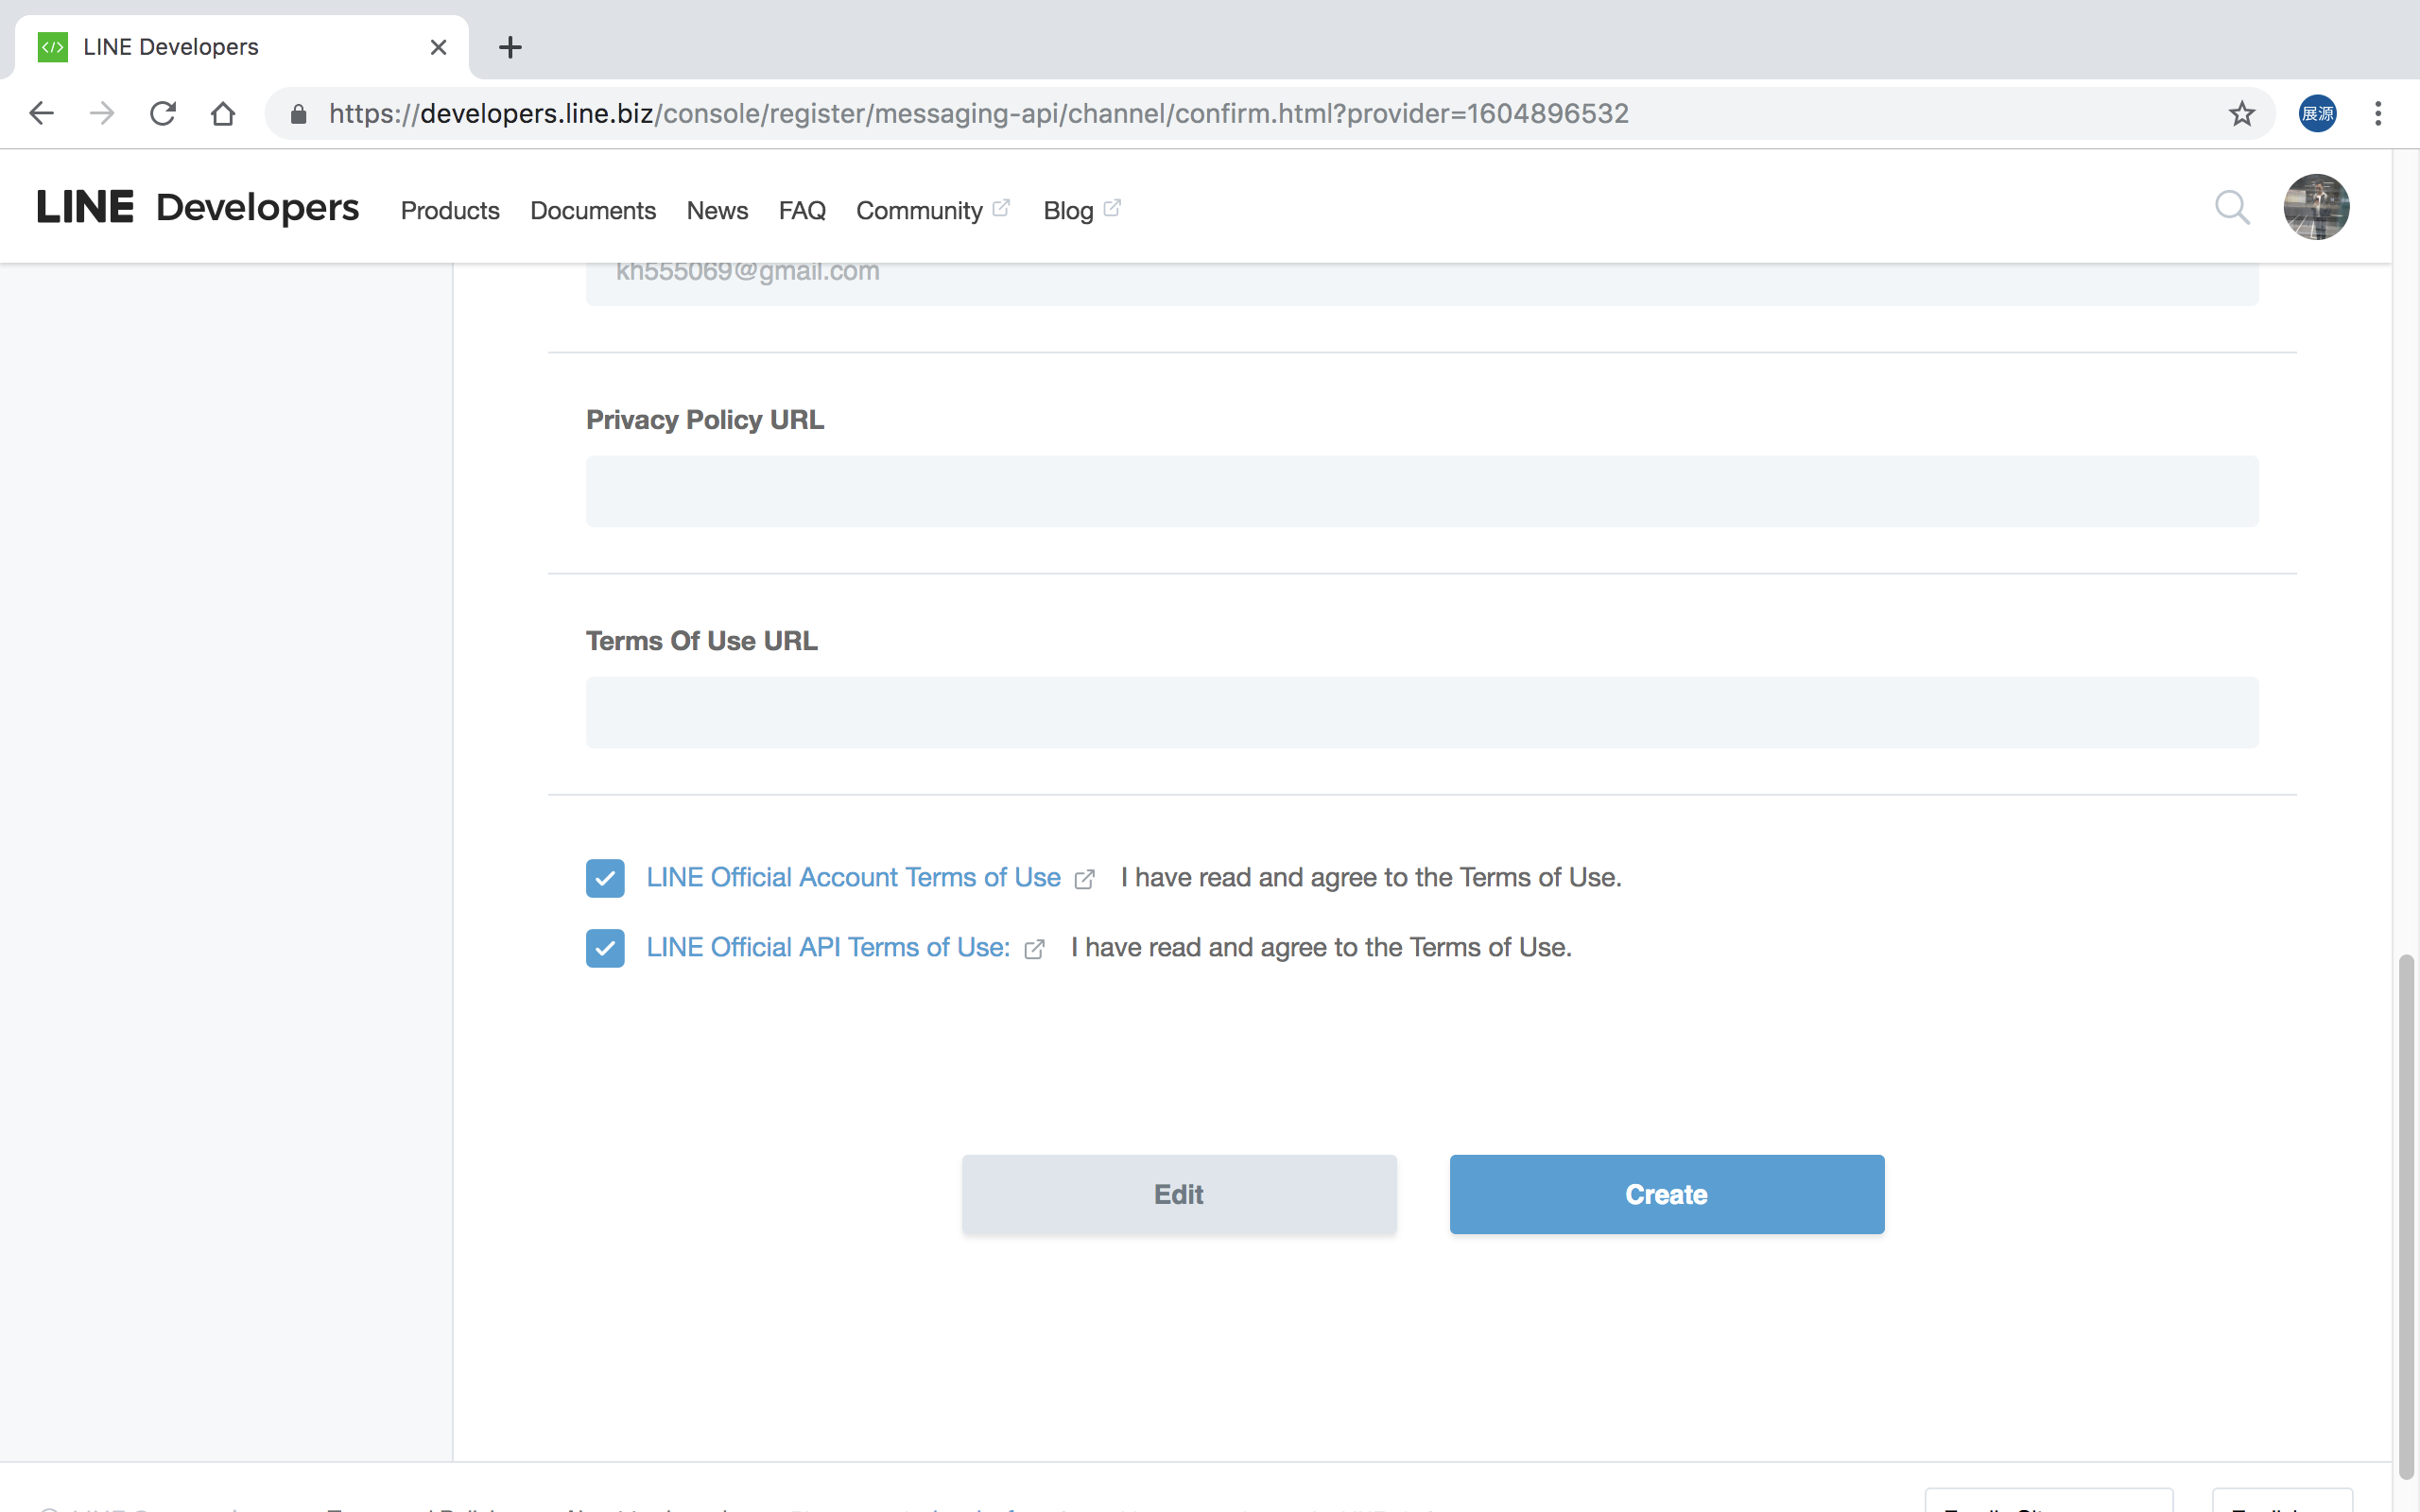 LINE Developers
https://developers.line.biz/console/register/messaging-api/channel/confirm.html?provider=1604896532
展源
LINE Developers
Products
Documents
News
FAQ
Community
Blog
kh555069@gmail.com
Privacy Policy URL
Terms Of Use URL
LINE Official Account Terms of Use I have read and agree to the Terms of Use.
LINE Official API Terms of Use: I have read and agree to the Terms of Use.
Edit
Create